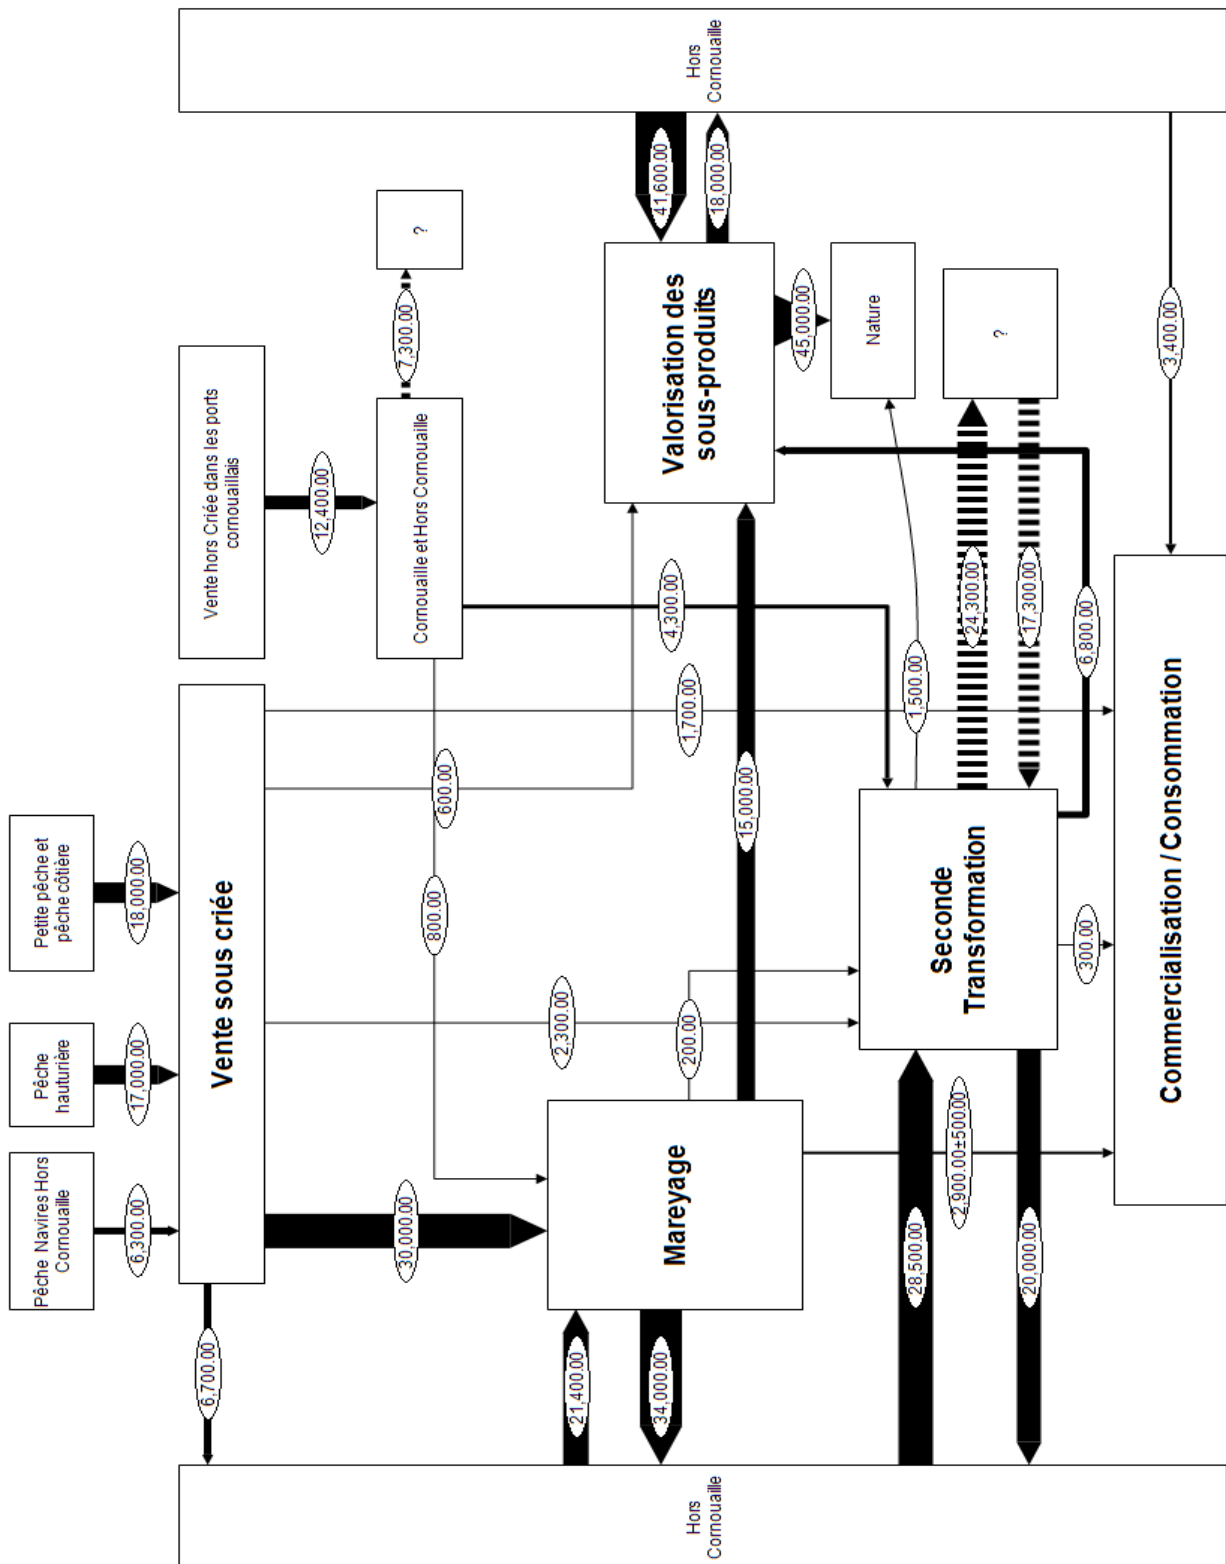 Pêche Navires Hors
Cornouaille
Pêche
hauturière
Petite pêche et
pêche côtière
6,300.00
17,000.00
18,000.00
Vente sous criée
Vente hors Criée dans les ports
cornouaillais
6,700.00
12,400.00
Cornouaille et Hors Cornouaille
7,300.00
?
30,000.00
800.00
600.00
2,300.00
4,300.00
1,700.00
21,400.00
34,000.00
Mareyage
200.00
15,000.00
Valorisation des
sous-produits
41,600.00
18,000.00
45,000.00
Hors
Cornouaille
Hors
Cornouaille
Nature
1,500.00
28,500.00
2,900.00±500.00
20,000.00
Seconde
Transformation
24,300.00
17,300.00
?
300.00
6,800.00
3,400.00
Commercialisation / Consommation